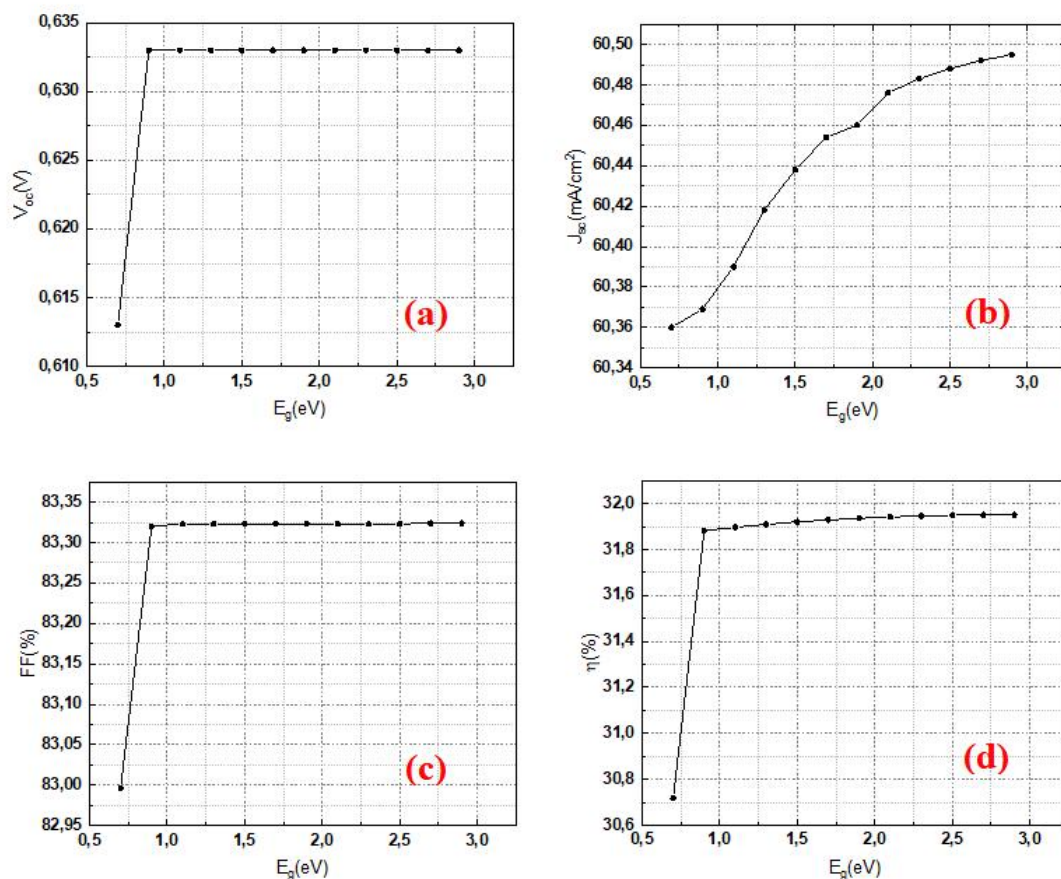 0,635
0,630
0,625
0,620
0,615
0,610
V_oc(V)
(a)
0,5 1,0 1,5 2,0 2,5 3,0
E_g(eV)
60,50
60,48
60,46
60,44
60,42
60,40
60,38
60,36
60,34
J_sc(mA/cm²)
(b)
0,5 1,0 1,5 2,0 2,5 3,0
E_g(eV)
83,35
83,30
83,25
83,20
83,15
83,10
83,05
83,00
82,95
FF(%)
(c)
0,5 1,0 1,5 2,0 2,5 3,0
E_g(eV)
32,0
31,8
31,6
31,4
31,2
31,0
30,8
30,6
η(%)
(d)
0,5 1,0 1,5 2,0 2,5 3,0
E_g(eV)